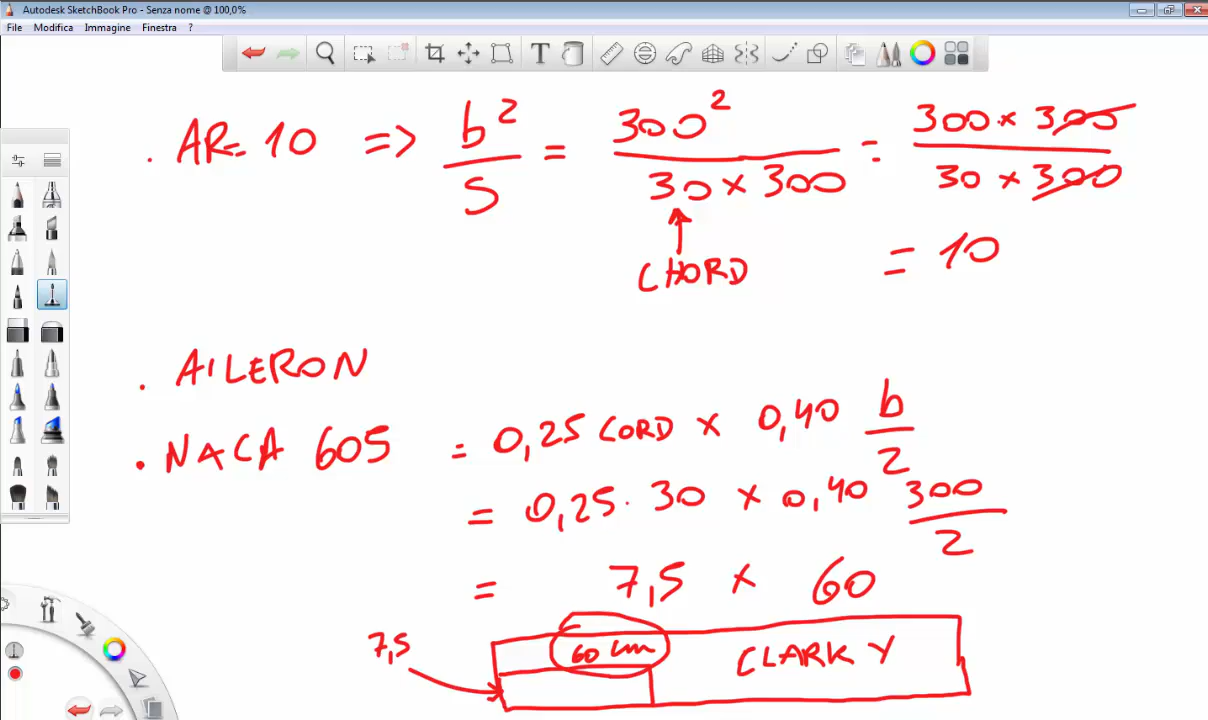 Autodesk SketchBook Pro - Senza nome @ 100,0%
File Modifica Immagine Finestra ?
T
. AR= 10 => b² / S = 300² / 30 x 300 = 300 x 300 / 30 x 300
CHORD
= 10
. AILERON
. NACA 605 = 0,25 CORD x 0,40 b / 2
= 0,25 · 30 x 0,40 300 / 2
= 7,5 x 60
7,5
60 cm
CLARK Y